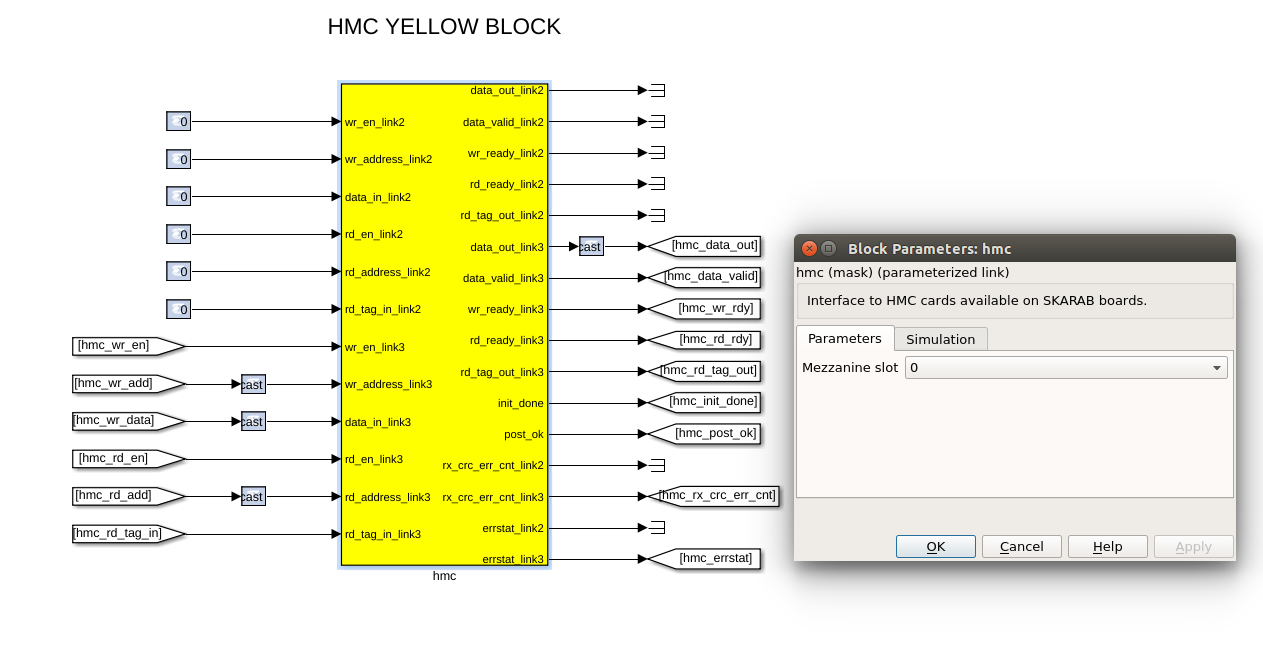 HMC YELLOW BLOCK
data_out_link2
0
wr_en_link2
data_valid_link2
0
wr_address_link2
wr_ready_link2
0
data_in_link2
rd_ready_link2
0
rd_en_link2
rd_tag_out_link2
0
rd_address_link2
data_out_link3
cast
[hmc_data_out]
0
rd_tag_in_link2
data_valid_link3
[hmc_data_valid]
[hmc_wr_en]
wr_en_link3
wr_ready_link3
[hmc_wr_rdy]
[hmc_wr_add]
cast
wr_address_link3
rd_ready_link3
[hmc_rd_rdy]
[hmc_wr_data]
cast
data_in_link3
rd_tag_out_link3
[hmc_rd_tag_out]
[hmc_rd_en]
rd_en_link3
init_done
[hmc_init_done]
[hmc_rd_add]
cast
rd_address_link3
post_ok
[hmc_post_ok]
[hmc_rd_tag_in]
rd_tag_in_link3
rx_crc_err_cnt_link2
rx_crc_err_cnt_link3
[hmc_rx_crc_err_cnt]
errstat_link2
errstat_link3
[hmc_errstat]
hmc
Block Parameters: hmc
hmc (mask) (parameterized link)
Interface to HMC cards available on SKARAB boards.
Parameters
Simulation
Mezzanine slot 0
OK
Cancel
Help
Apply